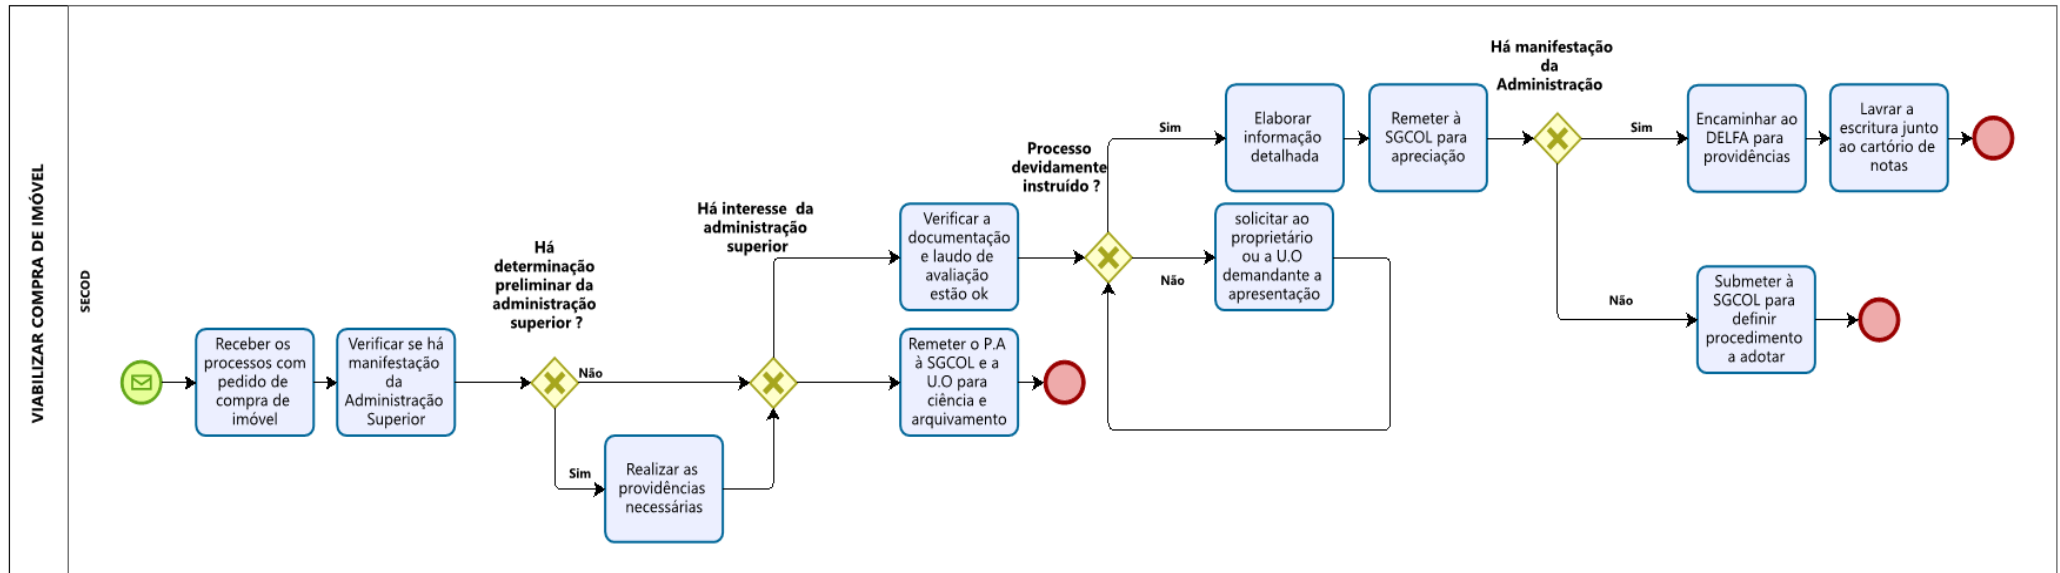 VIABILIZAR COMPRA DE IMÓVEL
SECOD
Receber os
processos com
pedido de
compra de
imóvel
Verificar se há
manifestação
da
Administração
Superior
Há
determinação
preliminar da
administração
superior ?
Não
Sim
Realizar as
providências
necessárias
Há interesse  da
administração
superior
Verificar a
documentação
e laudo de
avaliação
estão ok
Remeter o P.A
à SGCOL e a
U.O para
ciência e
arquivamento
Processo
devidamente
instruído ?
Sim
Não
Elaborar
informação
detalhada
Remeter à
SGCOL para
apreciação
solicitar ao
proprietário
ou a U.O
demandante a
apresentação
Há manifestação
da
Administração
Sim
Não
Encaminhar ao
DELFA para
providências
Lavrar a
escritura junto
ao cartório de
notas
Submeter à
SGCOL para
definir
procedimento
a adotar